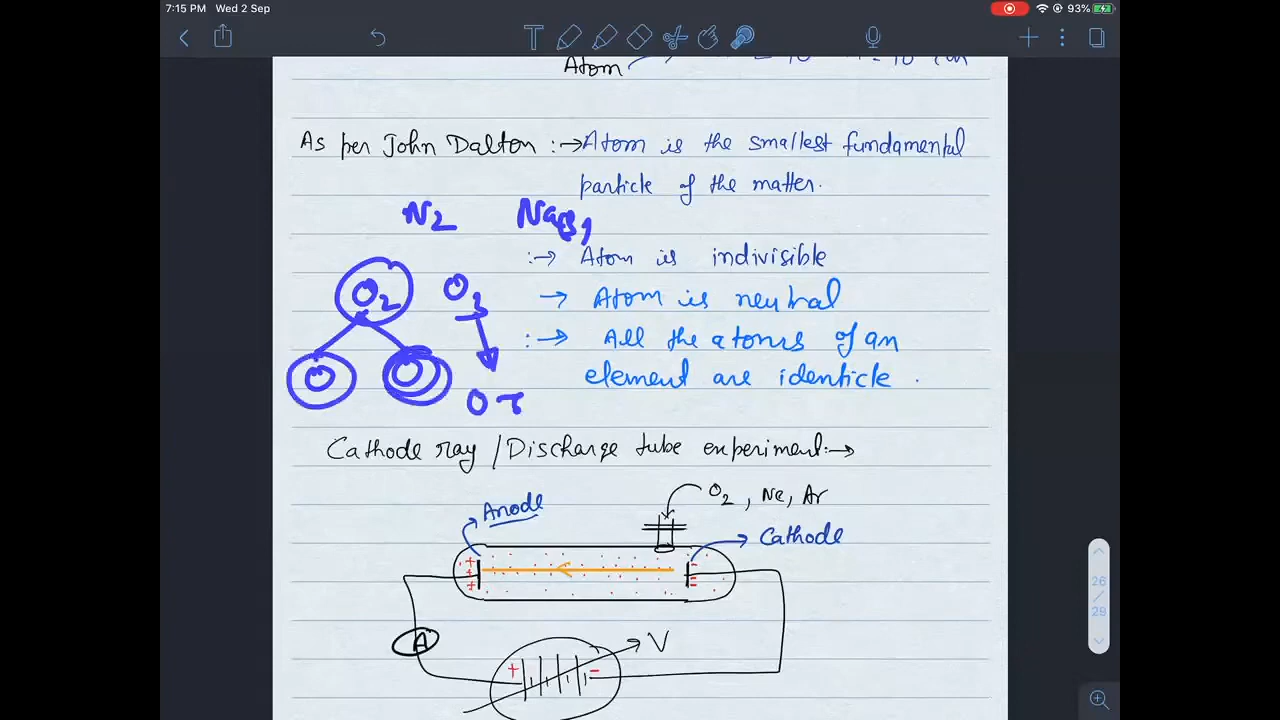 7:15 PM Wed 2 Sep
93%
T
Atom
As per John Dalton :→ Atom is the smallest fundamental
particle of the matter.
N2
:→ Atom is indivisible
O2 O3 → Atom is neutral
:→ All the atoms of an
O O element are identicle .
O
Cathode ray / Discharge tube experiment:→
Anode
O2 , Ne, Ar
Cathode
26
/
29
A
+ - V